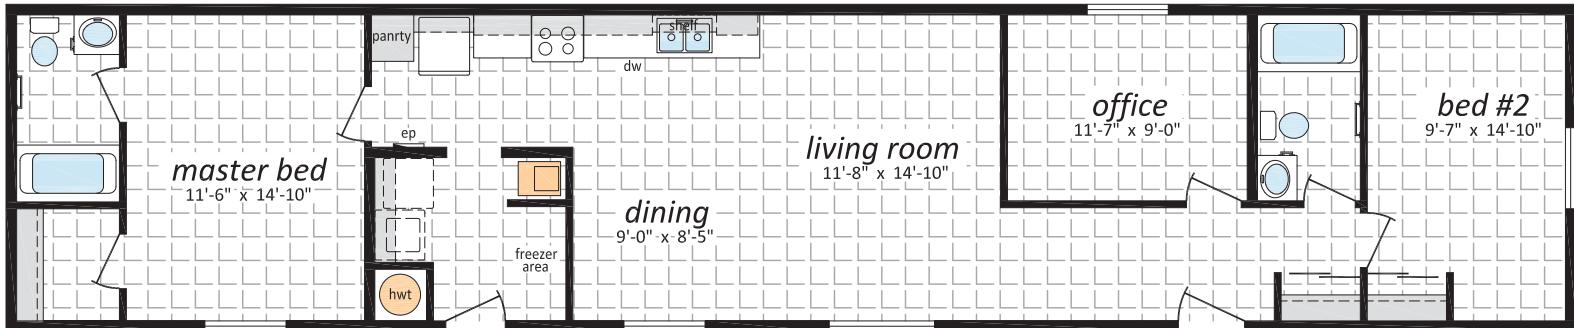 panrty
shelf
dw
ep
master bed
11'-6" x 14'-10"
living room
11'-8" x 14'-10"
office
11'-7" x 9'-0"
bed #2
9'-7" x 14'-10"
dining
9'-0" x 8'-5"
freezer
area
hwt